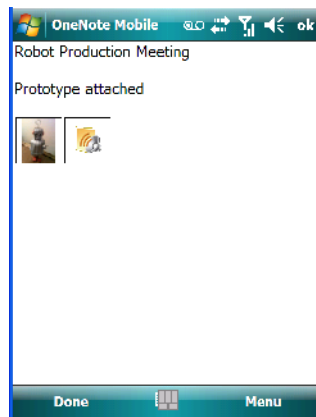 OneNote Mobile ok
Robot Production Meeting
Prototype attached
Done Menu